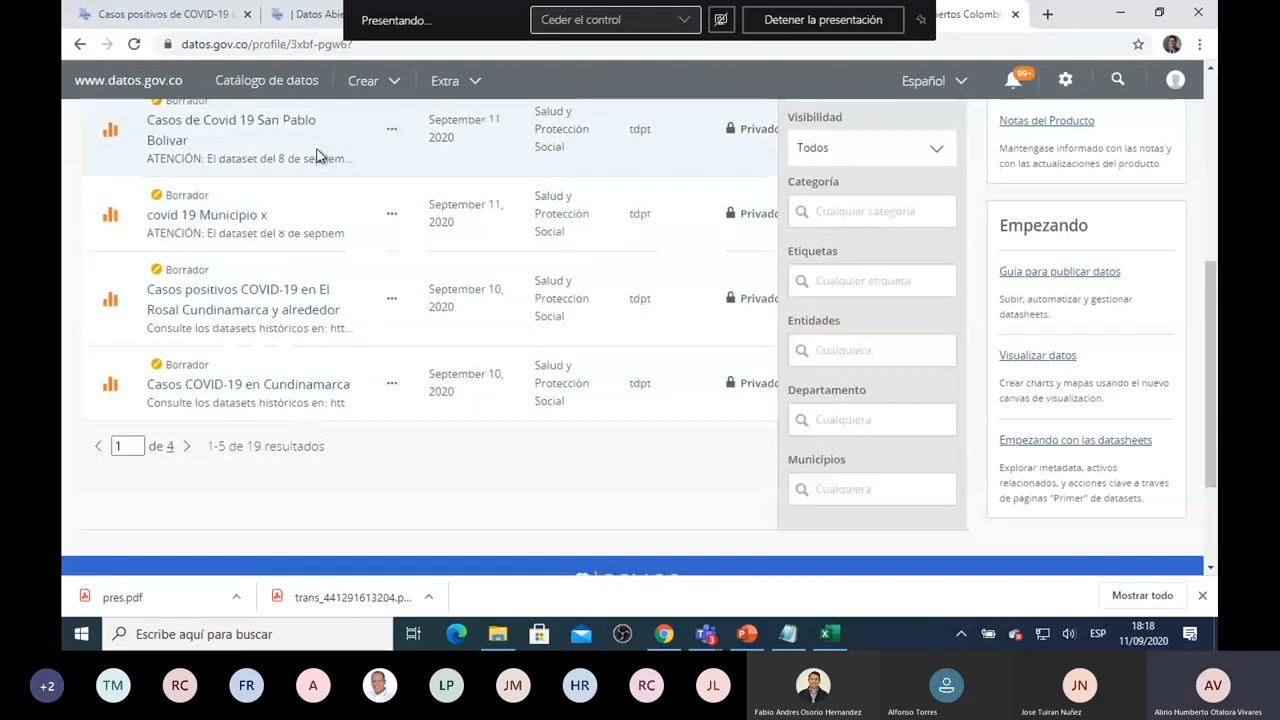 Casos positivos de COVID-19
| Datos Abi
Presentando...
Ceder el control
Detener la presentación
iertos Colombi
datos.gov.co/profile/3xbf-pgw6?
www.datos.gov.co
Catálogo de datos
Crear
Extra
Español
99+
Borrador
Casos de Covid 19 San Pablo
Bolivar
ATENCIÓN: El dataset del 8 de septiem...
September 11
2020
Salud y
Protección
Social
tdpt
Privado
Borrador
covid 19 Municipio x
ATENCIÓN: El dataset del 8 de septiem
September 11,
2020
Salud y
Protección
Social
tdpt
Privado
Borrador
Casos positivos COVID-19 en El
Rosal Cundinamarca y alrededor
Consulte los datasets históricos en: htt...
September 10,
2020
Salud y
Protección
Social
tdpt
Privado
Borrador
Casos COVID-19 en Cundinamarca
Consulte los datasets históricos en: htt
September 10,
2020
Salud y
Protección
Social
tdpt
Privado
1 de 4
1-5 de 19 resultados
Visibilidad
Todos
Categoría
Cualquier categoría
Etiquetas
Cualquier etiqueta
Entidades
Cualquiera
Departamento
Cualquiera
Municipios
Cualquiera
Notas del Producto
Mantengase informado con las notas y
con las actualizaciones del producto
Empezando
Guía para publicar datos
Subir, automatizar y gestionar
datasheets.
Visualizar datos
Crear charts y mapas usando el nuevo
canvas de visualización.
Empezando con las datasheets
Explorar metadata, activos
relacionados, y acciones clave a traves
de páginas "Primer" de datasets.
pres.pdf
trans_441291613204.p...
Mostrar todo
Escribe aquí para buscar
3
ESP
18:18
11/09/2020
+2
TM
RC
FR
A
LP
JM
HR
RC
JL
JN
AV
Fabio Andres Osorio Hernandez
Alfonso Torres
Jose Tuiran Nuñez
Alirio Humberto Otalora Vivares